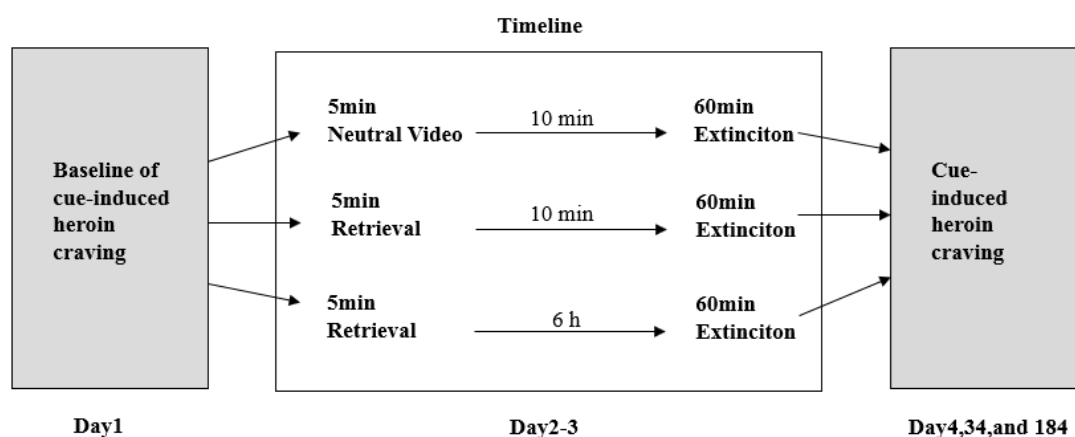 Timeline
Baseline of
cue-induced
heroin
craving
5min
Neutral Video
10 min
60min
Extinciton
5min
Retrieval
10 min
60min
Extinciton
5min
Retrieval
6 h
60min
Extinciton
Cue-
induced
heroin
craving
Day1
Day2-3
Day4,34,and 184